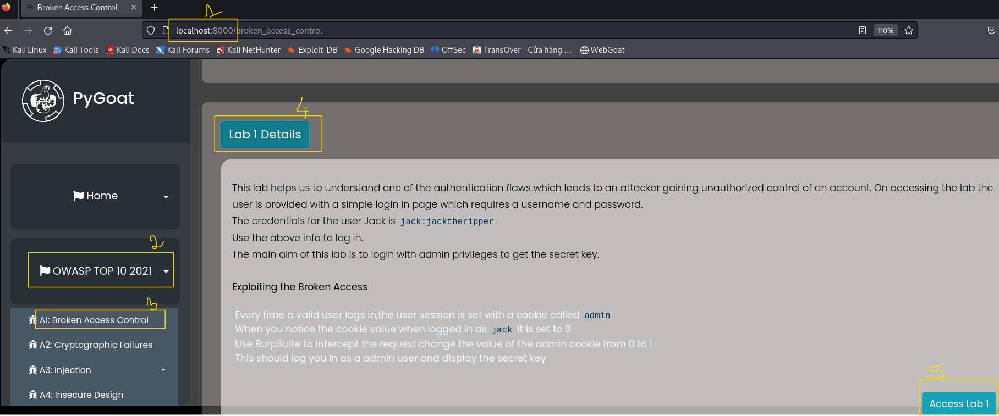 Broken Access Control
1
localhost:8000/broken_access_control
110%
Kali Linux Kali Tools Kali Docs Kali Forums Kali NetHunter Exploit-DB Google Hacking DB OffSec TransOver - Cửa hàng ... WebGoat
PyGoat
4
Lab 1 Details
Home
2
OWASP TOP 10 2021
3
A1: Broken Access Control
A2: Cryptographic Failures
A3: Injection
A4: Insecure Design
This lab helps us to understand one of the authentication flaws which leads to an attacker gaining unauthorized control of an account. On accessing the lab the
user is provided with a simple login in page which requires a username and password.
The credentials for the user Jack is jack:jacktheripper.
Use the above info to log in.
The main aim of this lab is to login with admin privileges to get the secret key.
Exploiting the Broken Access
Every time a valid user logs in,the user session is set with a cookie called admin
When you notice the cookie value when logged in as jack it is set to 0
Use BurpSuite to intercept the request change the value of the admin cookie from 0 to 1
This should log you in as a admin user and display the secret key
5
Access Lab 1